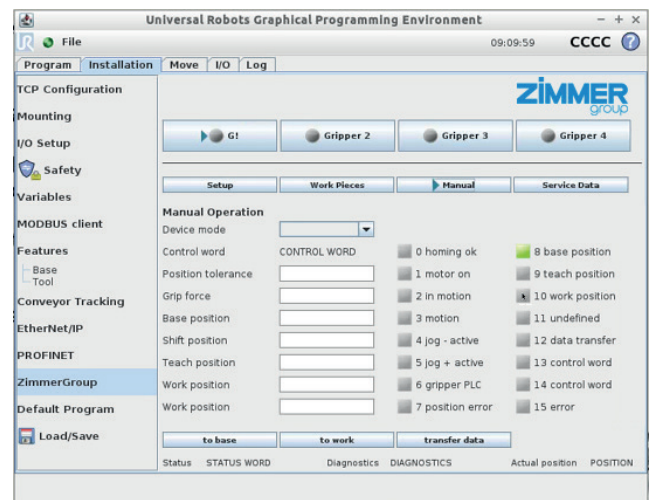 Universal Robots Graphical Programming Environment
File
09:09:59 CCCC ?
Program Installation Move I/O Log
TCP Configuration
Mounting
I/O Setup
Safety
Variables
MODBUS client
Features
Base
Tool
Conveyor Tracking
EtherNet/IP
PROFINET
ZimmerGroup
Default Program
Load/Save
ZIMMER
group
G! Gripper 2 Gripper 3 Gripper 4
Setup Work Pieces Manual Service Data
Manual Operation
Device mode
Control word CONTROL WORD 0 homing ok 8 base position
Position tolerance 1 motor on 9 teach position
Grip force 2 in motion 10 work position
Base position 3 motion 11 undefined
Shift position 4 jog - active 12 data transfer
Teach position 5 jog + active 13 control word
Work position 6 gripper PLC 14 control word
Work position 7 position error 15 error
to base to work transfer data
Status STATUS WORD Diagnostics DIAGNOSTICS Actual position POSITION